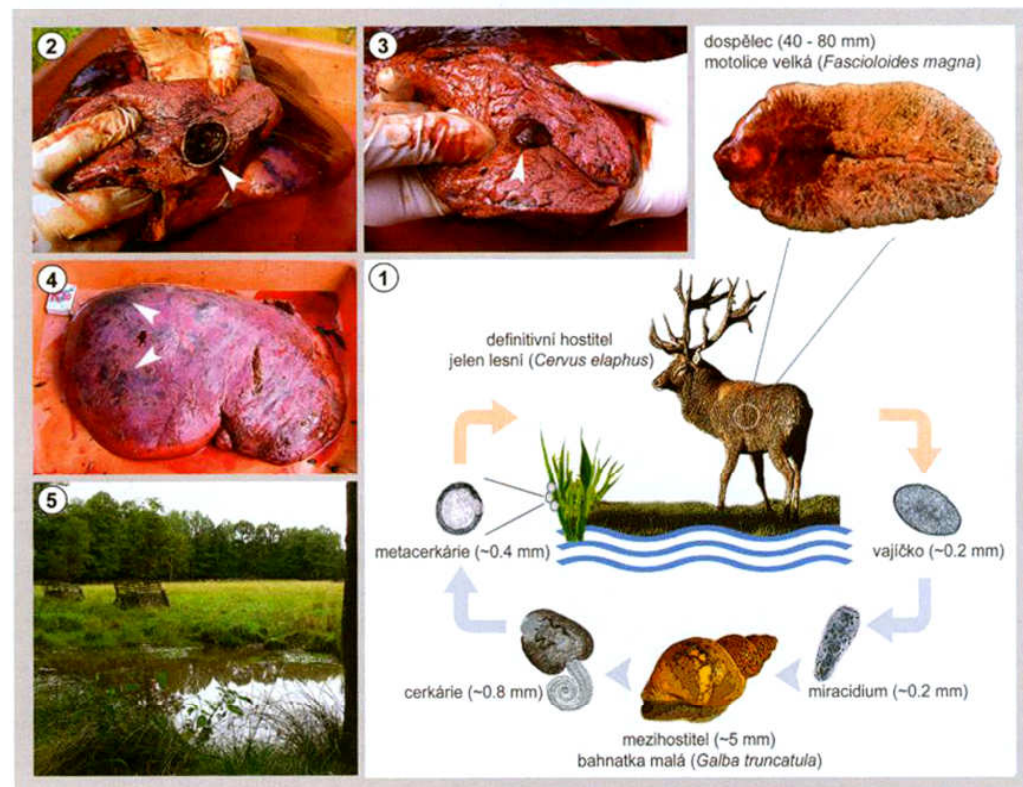 2
3
dospělec (40 - 80 mm)
motolice velká (Fascioloides magna)
4
1
definitivní hostitel
jelen lesní (Cervus elaphus)
5
metacerkárie (~0.4 mm)
vajíčko (~0.2 mm)
cerkárie (~0.8 mm)
miracidium (~0.2 mm)
mezihostitel (~5 mm)
bahnatka malá (Galba truncatula)